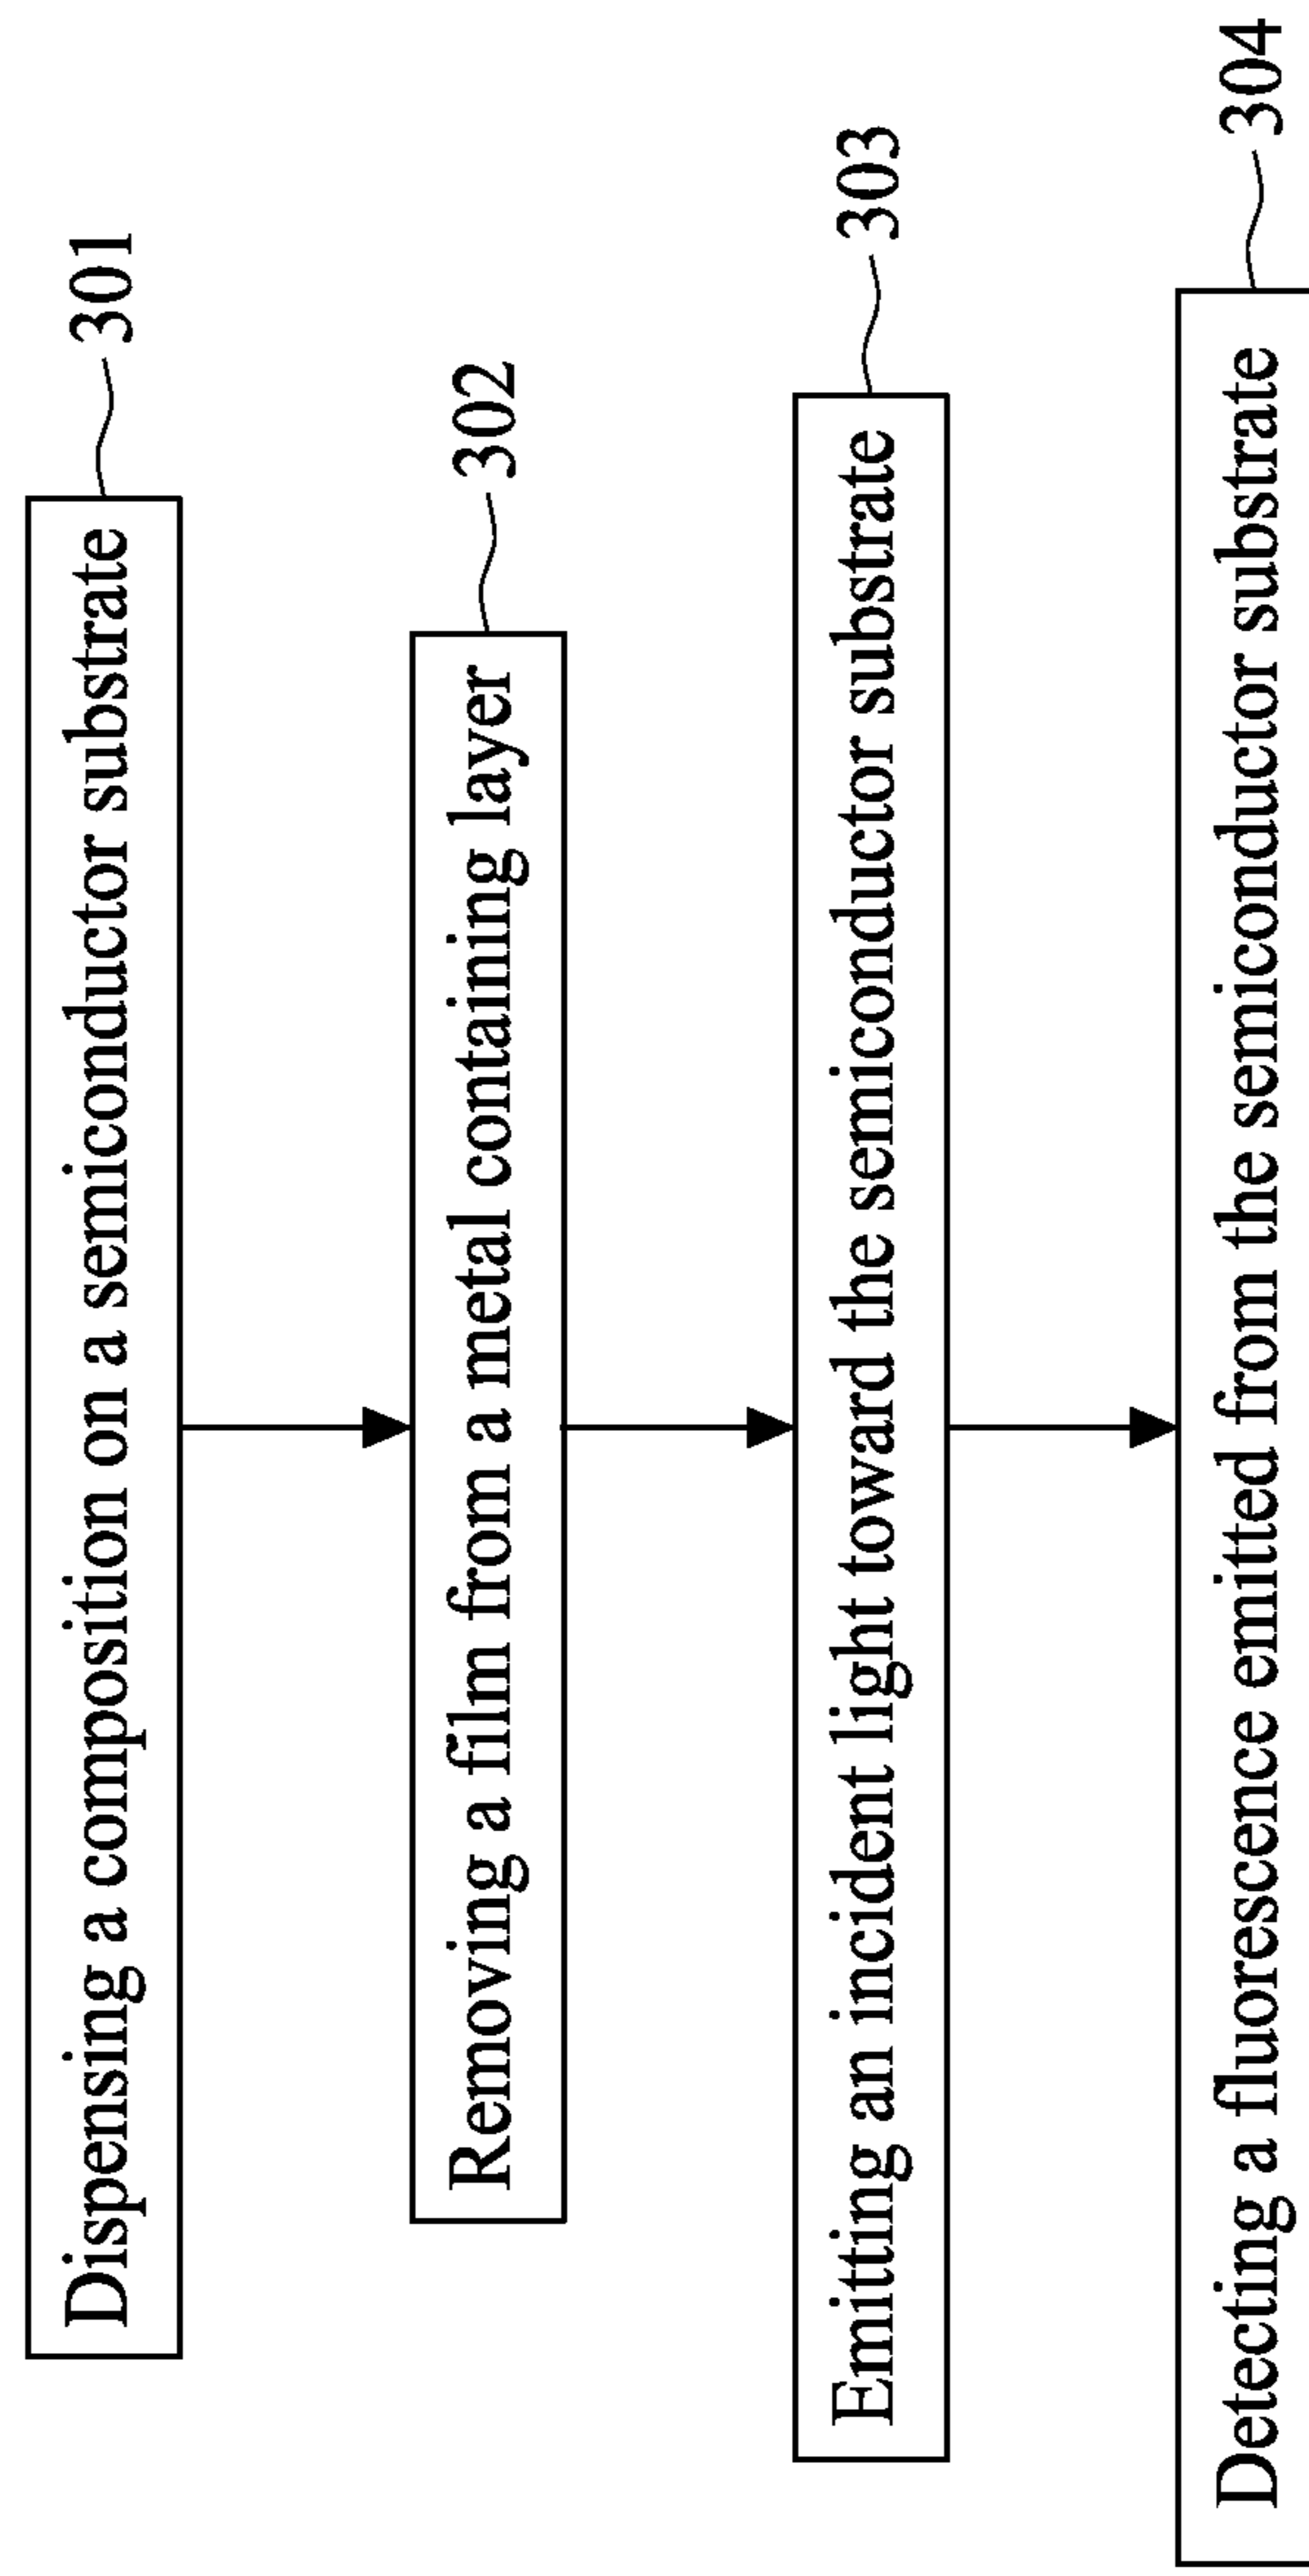 Dispensing a composition on a semiconductor substrate
301
Removing a film from a metal containing layer
302
Emitting an incident light toward the semiconductor substrate
303
Detecting a fluorescence emitted from the semiconductor substrate
304